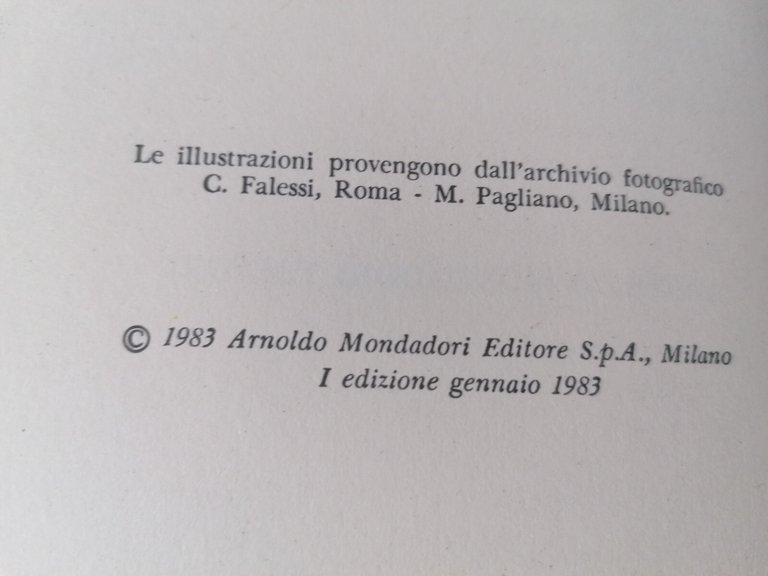 Le illustrazioni provengono dall'archivio fotografico
C. Falessi, Roma - M. Pagliano, Milano.
© 1983 Arnoldo Mondadori Editore S.p.A., Milano
I edizione gennaio 1983